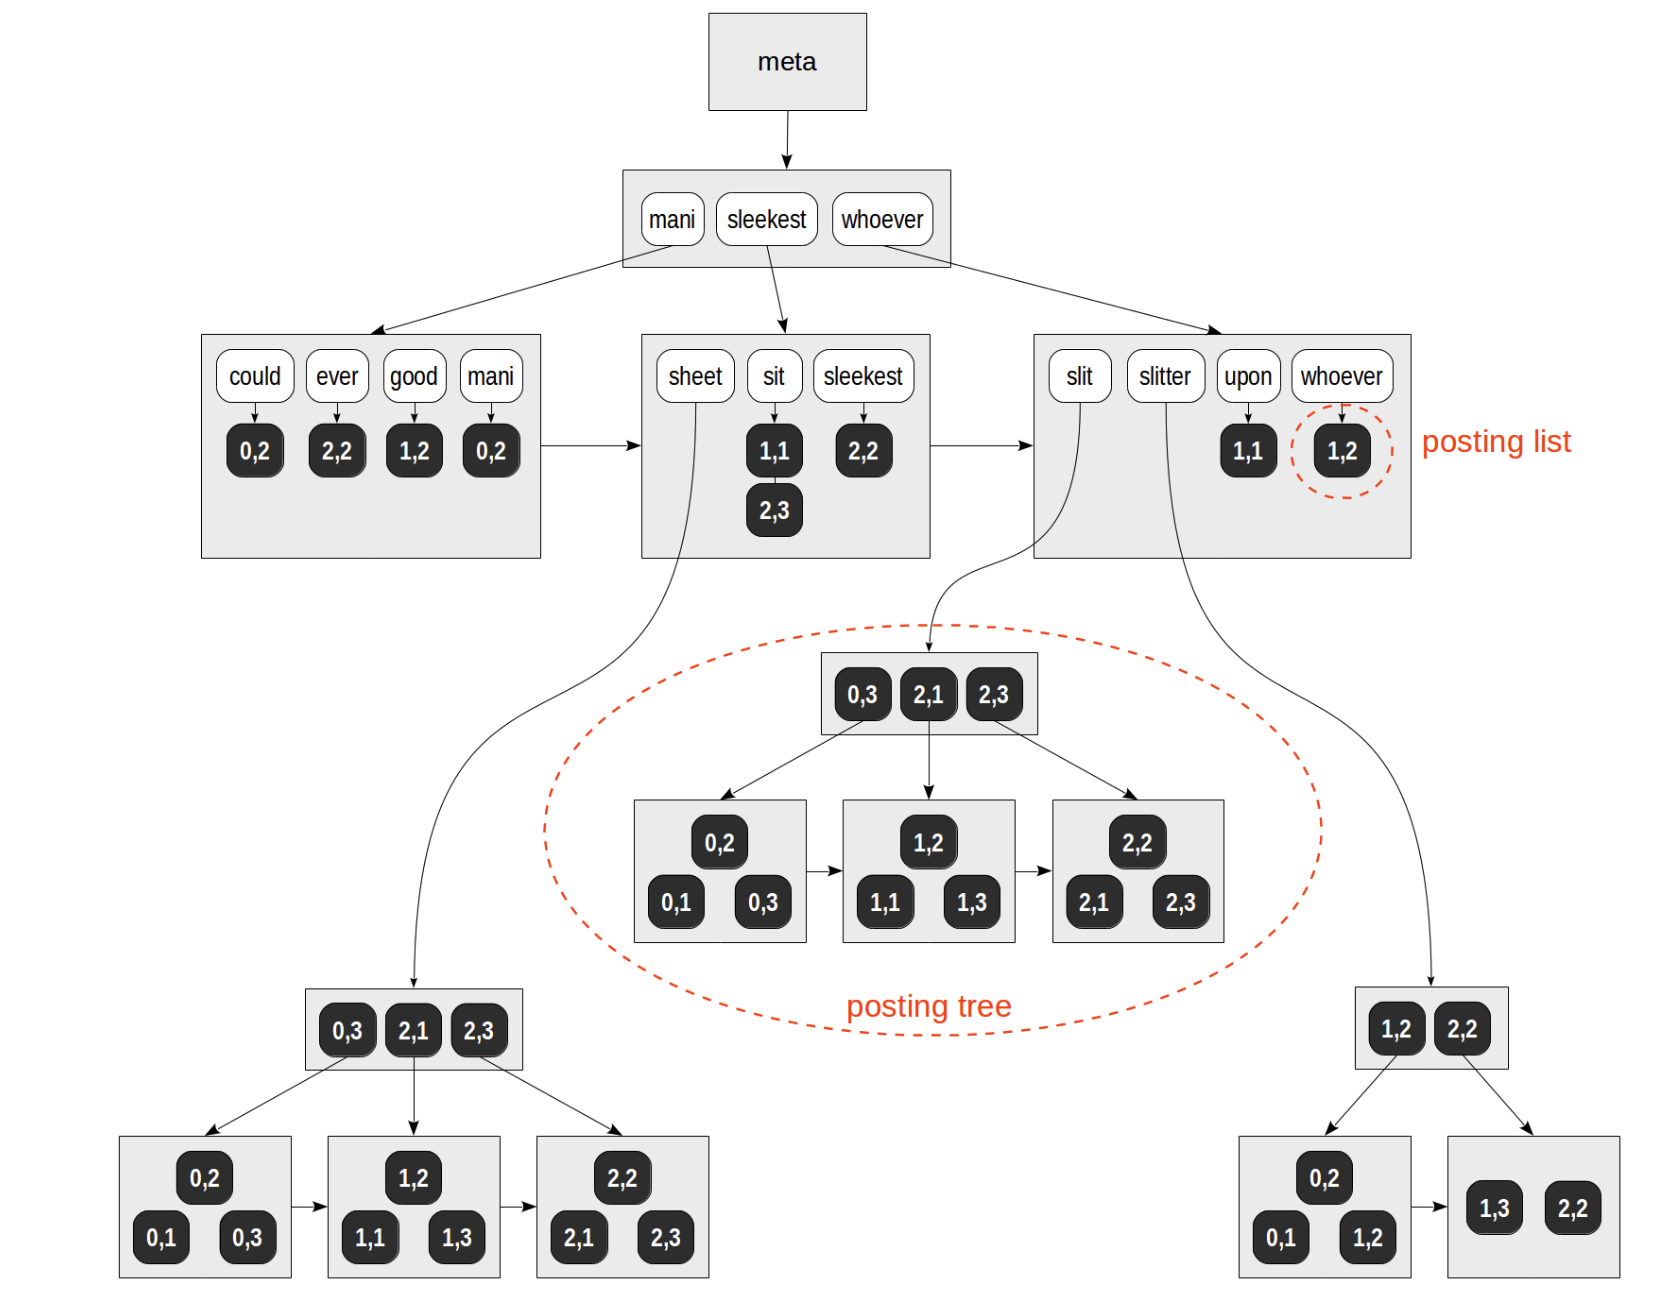 meta
mani sleekest whoever
could ever good mani
0,2 2,2 1,2 0,2
sheet sit sleekest
1,1 2,2
2,3
slit slitter upon whoever
1,1 1,2
posting list
0,3 2,1 2,3
0,2
0,1 0,3
1,2
1,1 1,3
2,2
2,1 2,3
posting tree
0,3 2,1 2,3
0,2
0,1 0,3
1,2
1,1 1,3
2,2
2,1 2,3
1,2 2,2
0,2
0,1 1,2
1,3 2,2